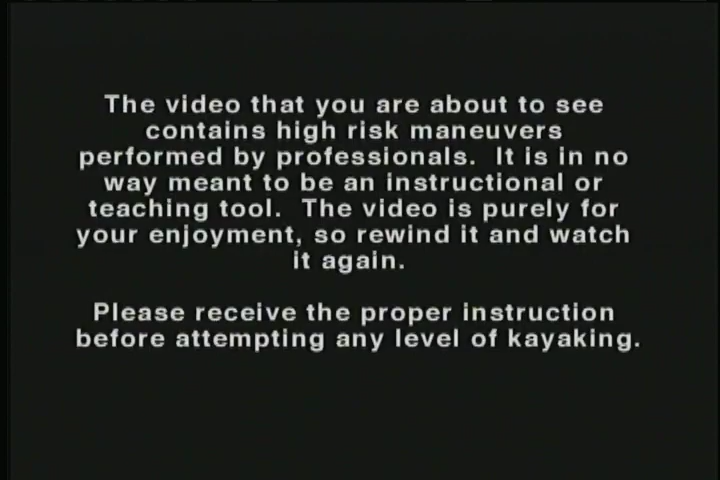 The video that you are about to see
contains high risk maneuvers
performed by professionals.  It is in no
way meant to be an instructional or
teaching tool.  The video is purely for
your enjoyment, so rewind it and watch
it again.
Please receive the proper instruction
before attempting any level of kayaking.